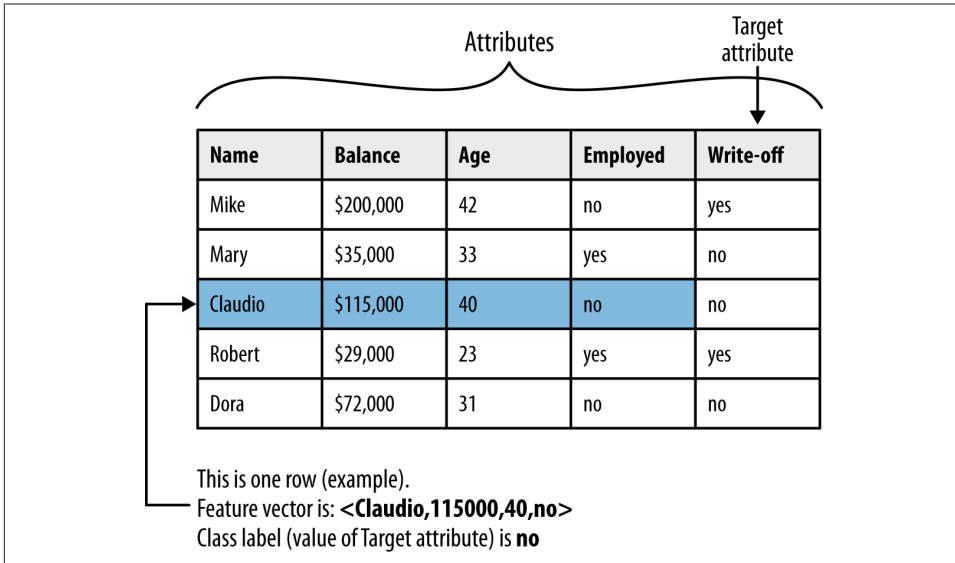 Attributes
Target
attribute
Name Balance Age Employed Write-off
Mike $200,000 42 no yes
Mary $35,000 33 yes no
Claudio $115,000 40 no no
Robert $29,000 23 yes yes
Dora $72,000 31 no no
This is one row (example).
Feature vector is: <Claudio,115000,40,no>
Class label (value of Target attribute) is no